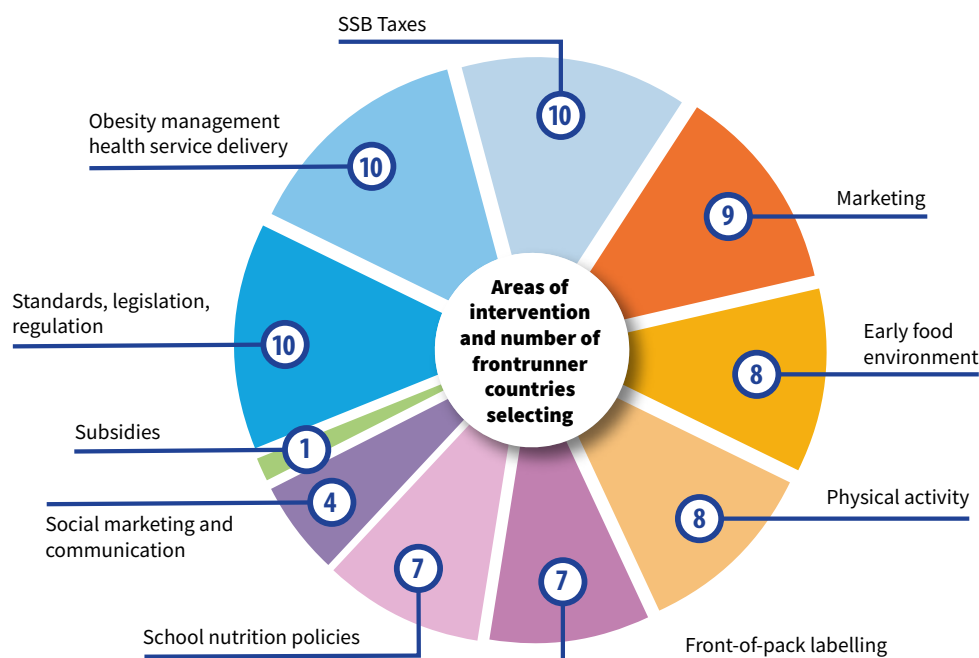 SSB Taxes
10
Obesity management
health service delivery
10
Marketing
9
Standards, legislation,
regulation
10
Areas of
intervention
and number of
frontrunner
countries
selecting
Early food
environment
8
Subsidies
1
Physical activity
8
Social marketing and
communication
4
School nutrition policies
7
Front-of-pack labelling
7